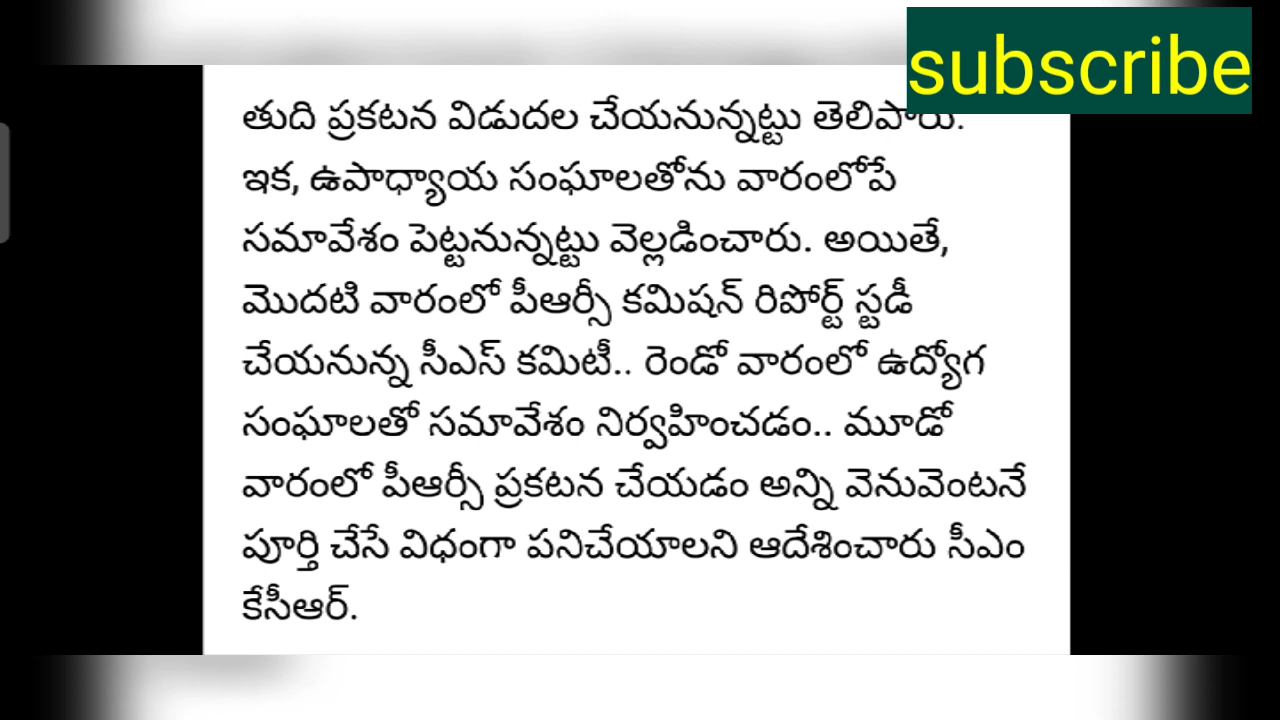 subscribe
తుది ప్రకటన విడుదల చేయనున్నట్టు తెలిపారు.
ఇక, ఉపాధ్యాయ సంఘాలతోను వారంలోపే
సమావేశం పెట్టనున్నట్టు వెల్లడించారు. అయితే,
మొదటి వారంలో పీఆర్సీ కమిషన్ రిపోర్ట్ స్టడీ
చేయనున్న సీఎస్ కమిటీ.. రెండో వారంలో ఉద్యోగ
సంఘాలతో సమావేశం నిర్వహించడం.. మూడో
వారంలో పీఆర్సీ ప్రకటన చేయడం అన్ని వెనువెంటనే
పూర్తి చేసే విధంగా పనిచేయాలని ఆదేశించారు సీఎం
కేసీఆర్.